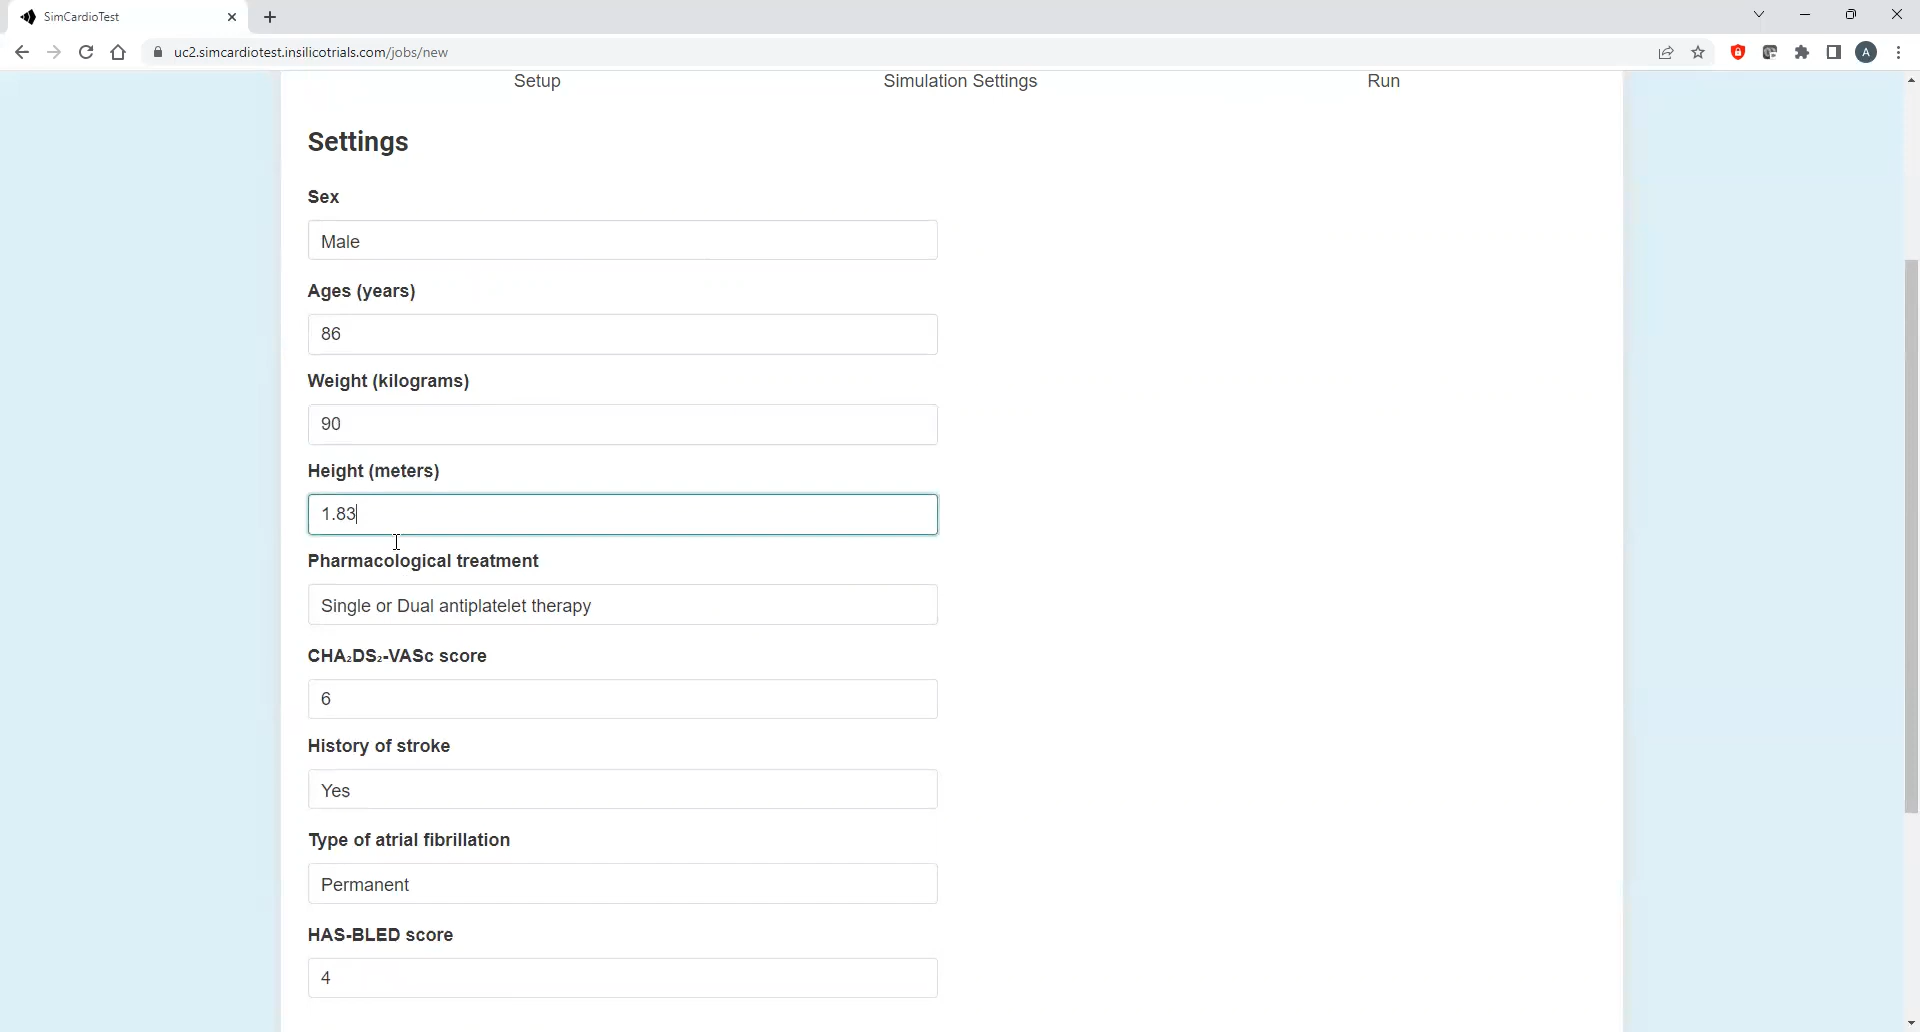 SimCardioTest
uc2.simcardiotest.insilicotrials.com/jobs/new
A
Setup Simulation Settings Run
Settings
Sex
Male
Ages (years)
86
Weight (kilograms)
90
Height (meters)
1.83
Pharmacological treatment
Single or Dual antiplatelet therapy
CHA₂DS₂-VASc score
6
History of stroke
Yes
Type of atrial fibrillation
Permanent
HAS-BLED score
4